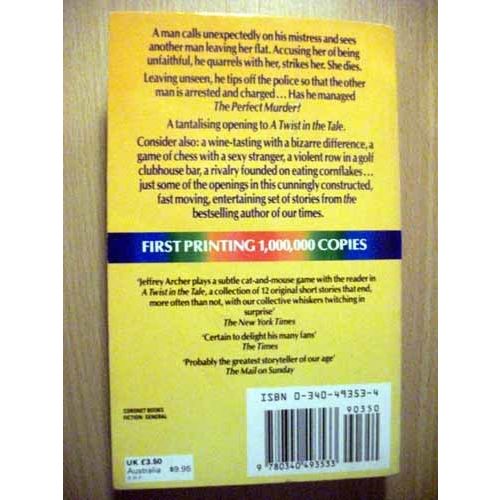 A man calls unexpectedly on his mistress and sees
another man leaving her flat. Accusing her of being
unfaithful, he quarrels with her, strikes her. She dies.
Leaving unseen, he tips off the police so that the other
man is arrested and charged... Has he managed
The Perfect Murder?
A tantalising opening to A Twist in the Tale.
Consider also: a wine-tasting with a bizarre difference, a
game of chess with a sexy stranger, a violent row in a golf
clubhouse bar, a rivalry founded on eating cornflakes...
just some of the openings in this cunningly constructed,
fast moving, entertaining set of stories from the
bestselling author of our times.
FIRST PRINTING 1,000,000 COPIES
'Jeffrey Archer plays a subtle cat-and-mouse game with the reader in
A Twist in the Tale, a collection of 12 original short stories that end,
more often than not, with our collective whiskers twitching in
surprise'
The New York Times
'Certain to delight his many fans'
The Times
'Probably the greatest storyteller of our age'
The Mail on Sunday
ISBN 0-340-49353-4
90350
9 780340 493533
CORONET BOOKS
FICTION: GENERAL
UK £3.50
Australia $9.95